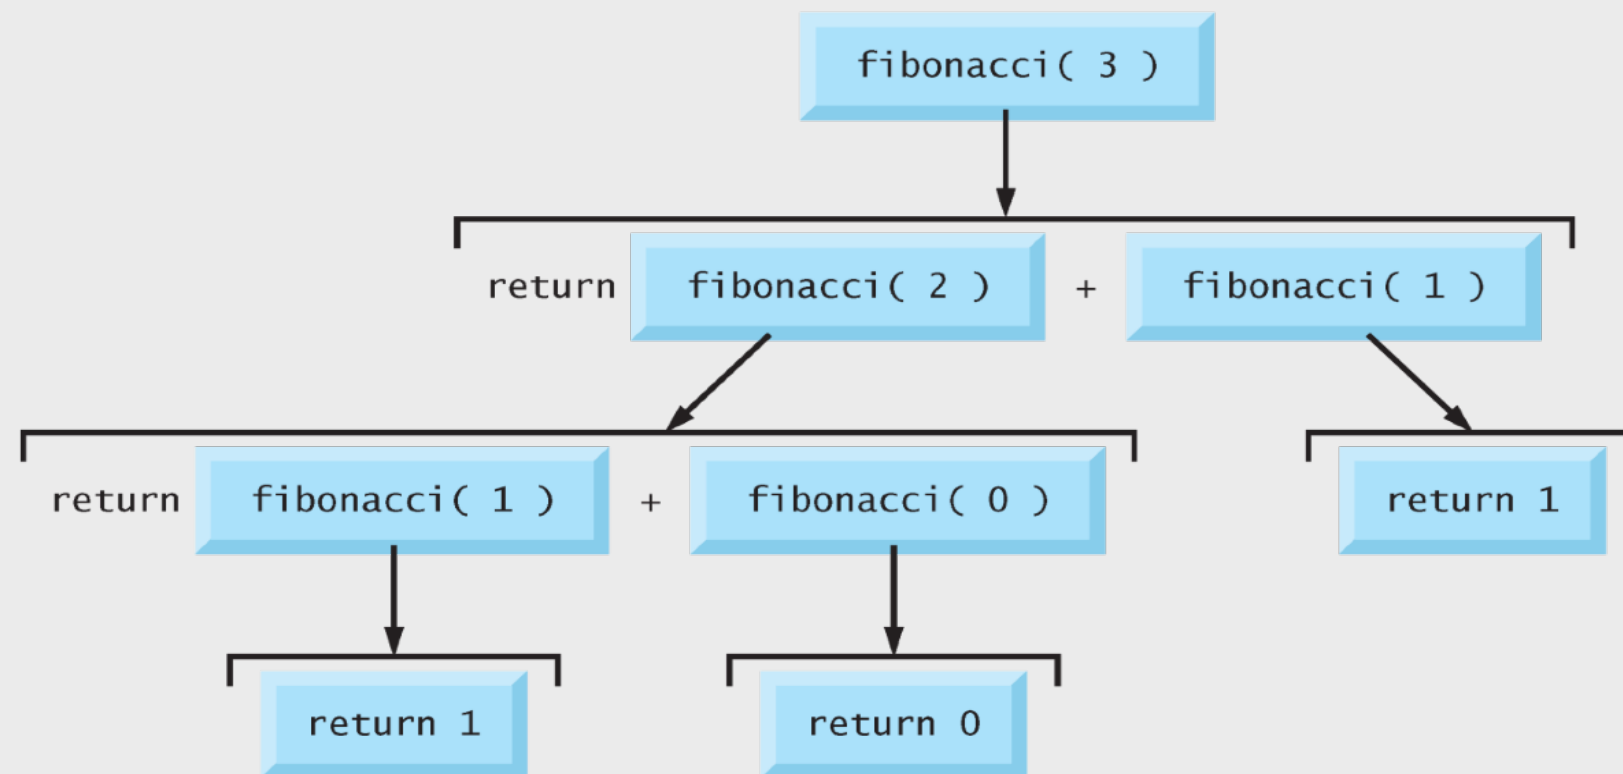 fibonacci( 3 )
return fibonacci( 2 ) + fibonacci( 1 )
return fibonacci( 1 ) + fibonacci( 0 ) return 1
return 1 return 0